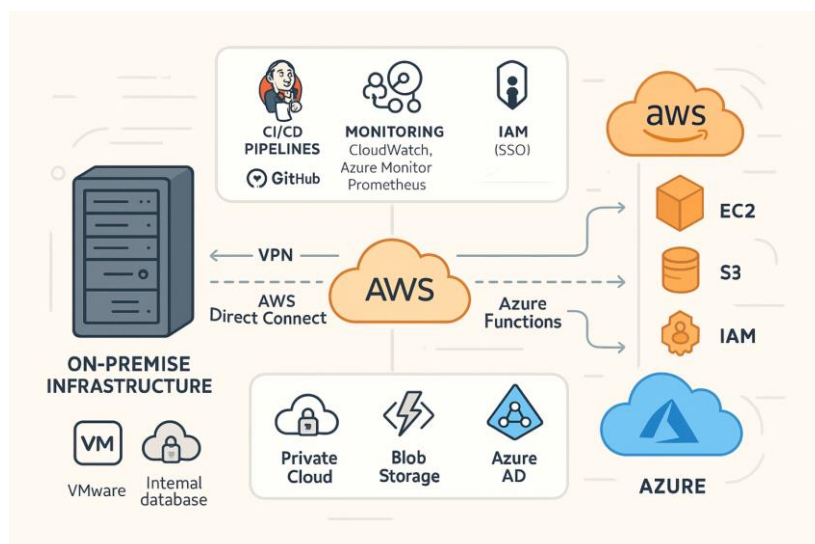 CI/CD
PIPELINES
GitHub
MONITORING
CloudWatch,
Azure Monitor
Prometheus
IAM
(SSO)
aws
EC2
S3
IAM
VPN
AWS
Direct Connect
AWS
Azure
Functions
ON-PREMISE
INFRASTRUCTURE
VM
VMware
Internal
database
Private
Cloud
Blob
Storage
Azure
AD
AZURE